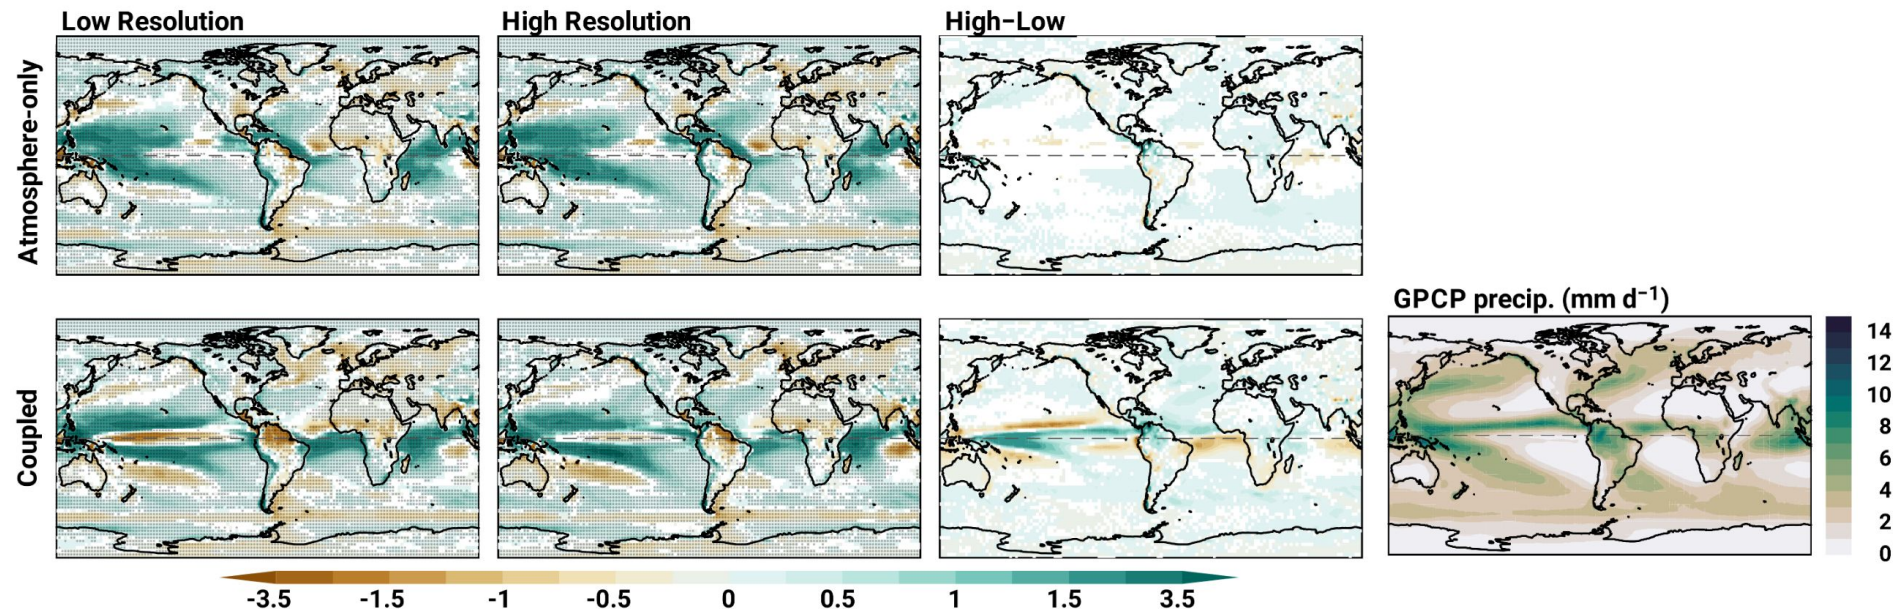 Low Resolution
High Resolution
High−Low
Atmosphere-only
Coupled
GPCP precip. (mm d⁻¹)
14
12
10
8
6
4
2
0
-3.5 -1.5 -1 -0.5 0 0.5 1 1.5 3.5